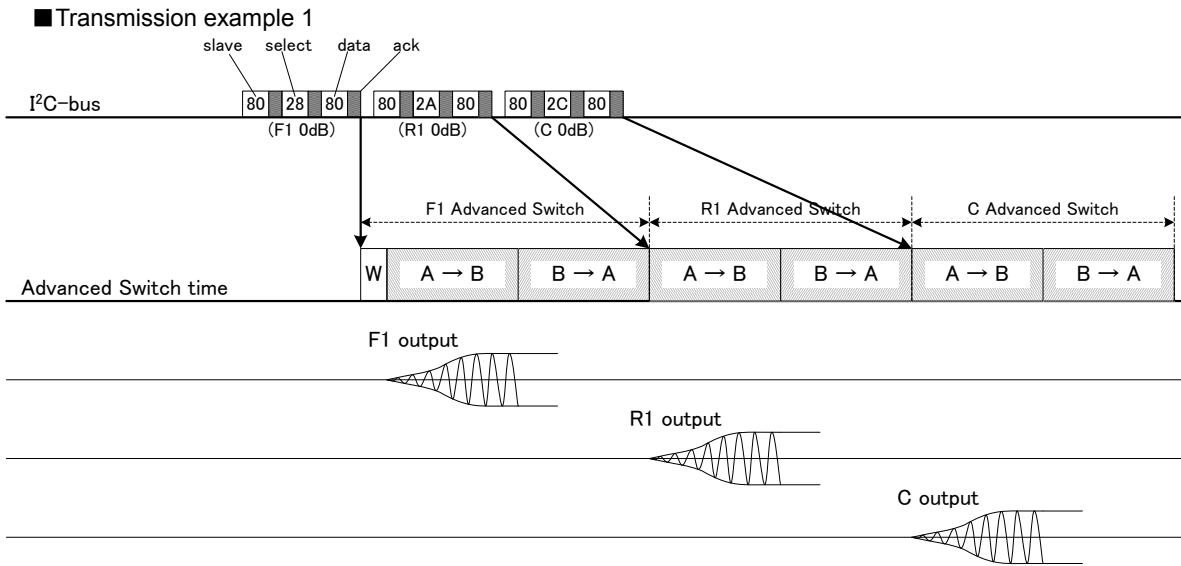 ■Transmission example 1
slave select data ack
I²C-bus
80 28 80 80 2A 80 80 2C 80
(F1 0dB) (R1 0dB) (C 0dB)
F1 Advanced Switch R1 Advanced Switch C Advanced Switch
W A → B B → A A → B B → A A → B B → A
Advanced Switch time
F1 output
R1 output
C output